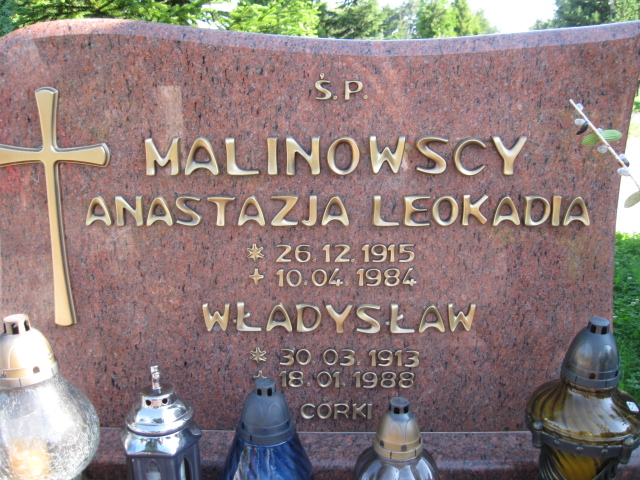 Ś.P.
MALINOWSCY
ANASTAZJA LEOKADIA
* 26.12.1915
+ 10.04.1984
WŁADYSŁAW
* 30.03.1913
+ 18.01.1988
CÓRKI